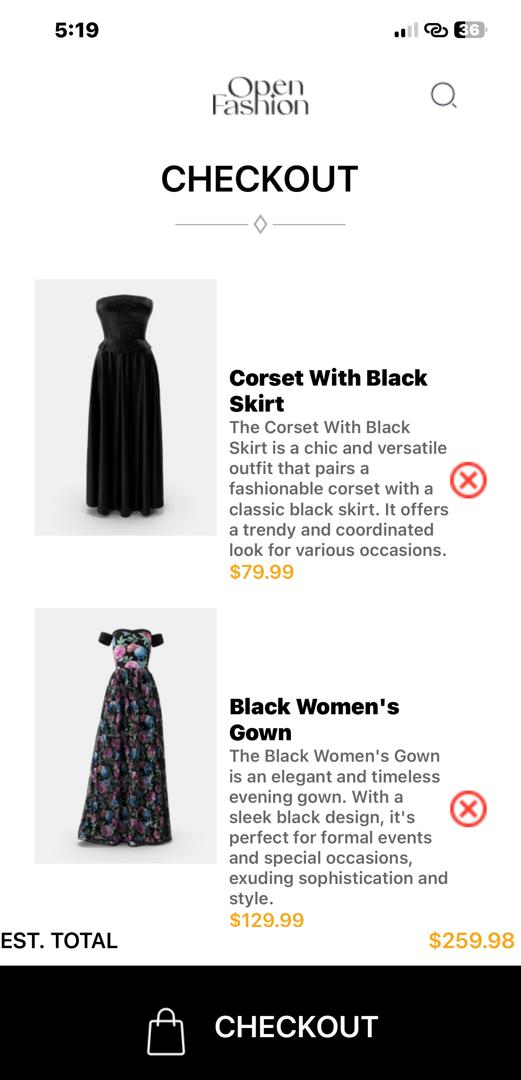 5:19
36
Open
Fashion
CHECKOUT
Corset With Black
Skirt
The Corset With Black
Skirt is a chic and versatile
outfit that pairs a
fashionable corset with a
classic black skirt. It offers
a trendy and coordinated
look for various occasions.
$79.99
Black Women's
Gown
The Black Women's Gown
is an elegant and timeless
evening gown. With a
sleek black design, it's
perfect for formal events
and special occasions,
exuding sophistication and
style.
$129.99
EST. TOTAL $259.98
CHECKOUT